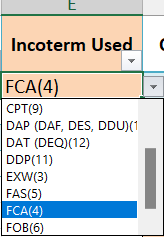 E
Incoterm Used
FCA(4)
CPT(9)
DAP (DAF, DES, DDU)(1
DAT (DEQ)(12)
DDP(11)
EXW(3)
FAS(5)
FCA(4)
FOB(6)